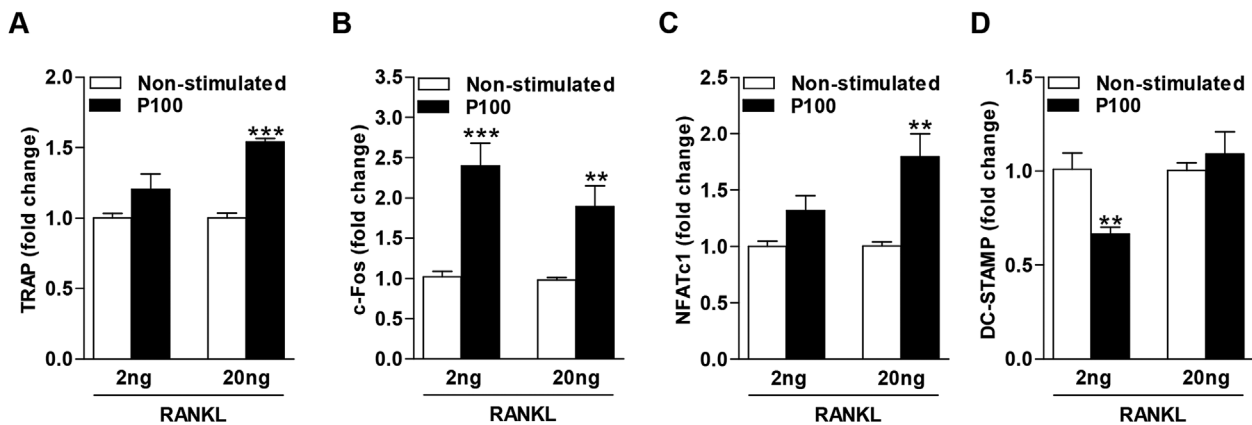 A
TRAP (fold change)
2.0
1.5
1.0
0.5
0.0
Non-stimulated
P100
***
2ng
20ng
RANKL
B
c-Fos (fold change)
3.5
3.0
2.5
2.0
1.5
1.0
0.5
0.0
Non-stimulated
P100
***
**
2ng
20ng
RANKL
C
NFATc1 (fold change)
2.5
2.0
1.5
1.0
0.5
0.0
Non-stimulated
P100
**
2ng
20ng
RANKL
D
DC-STAMP (fold change)
1.5
1.0
0.5
0.0
Non-stimulated
P100
**
2ng
20ng
RANKL